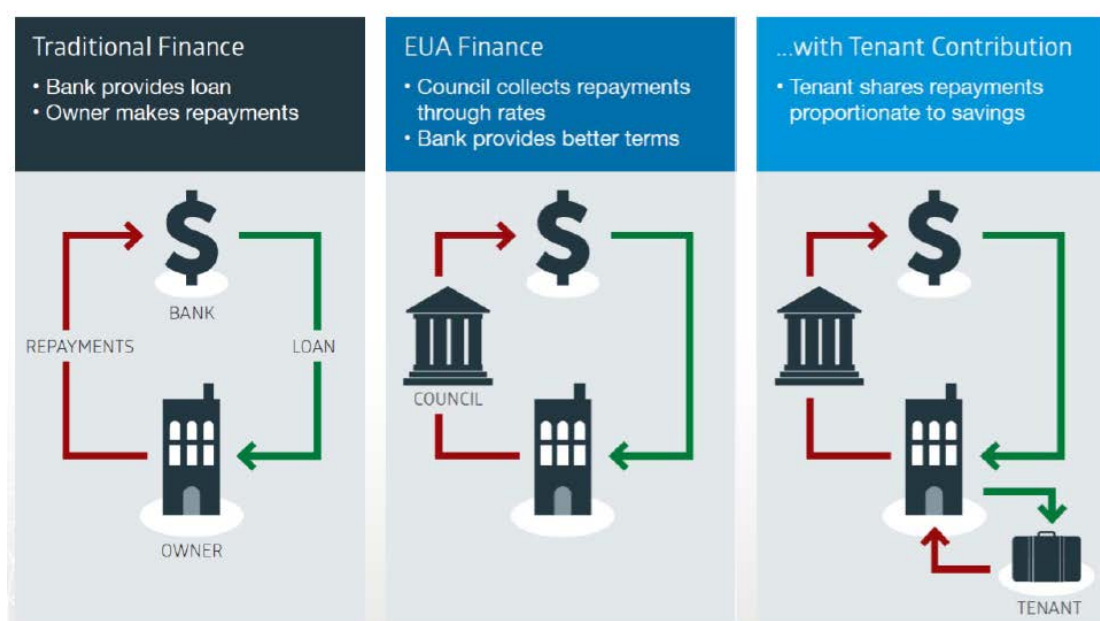 Traditional Finance
• Bank provides loan
• Owner makes repayments
BANK
REPAYMENTS
LOAN
OWNER
EUA Finance
• Council collects repayments
through rates
• Bank provides better terms
COUNCIL
...with Tenant Contribution
• Tenant shares repayments
proportionate to savings
TENANT